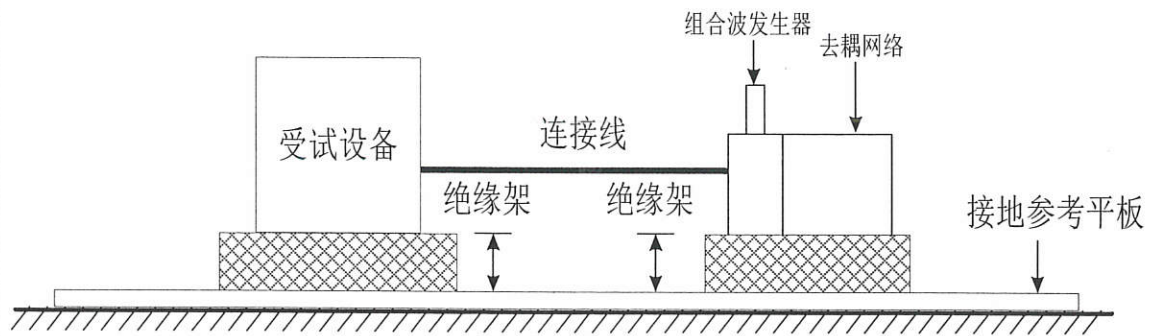 组合波发生器
去耦网络
受试设备
连接线
绝缘架
绝缘架
接地参考平板